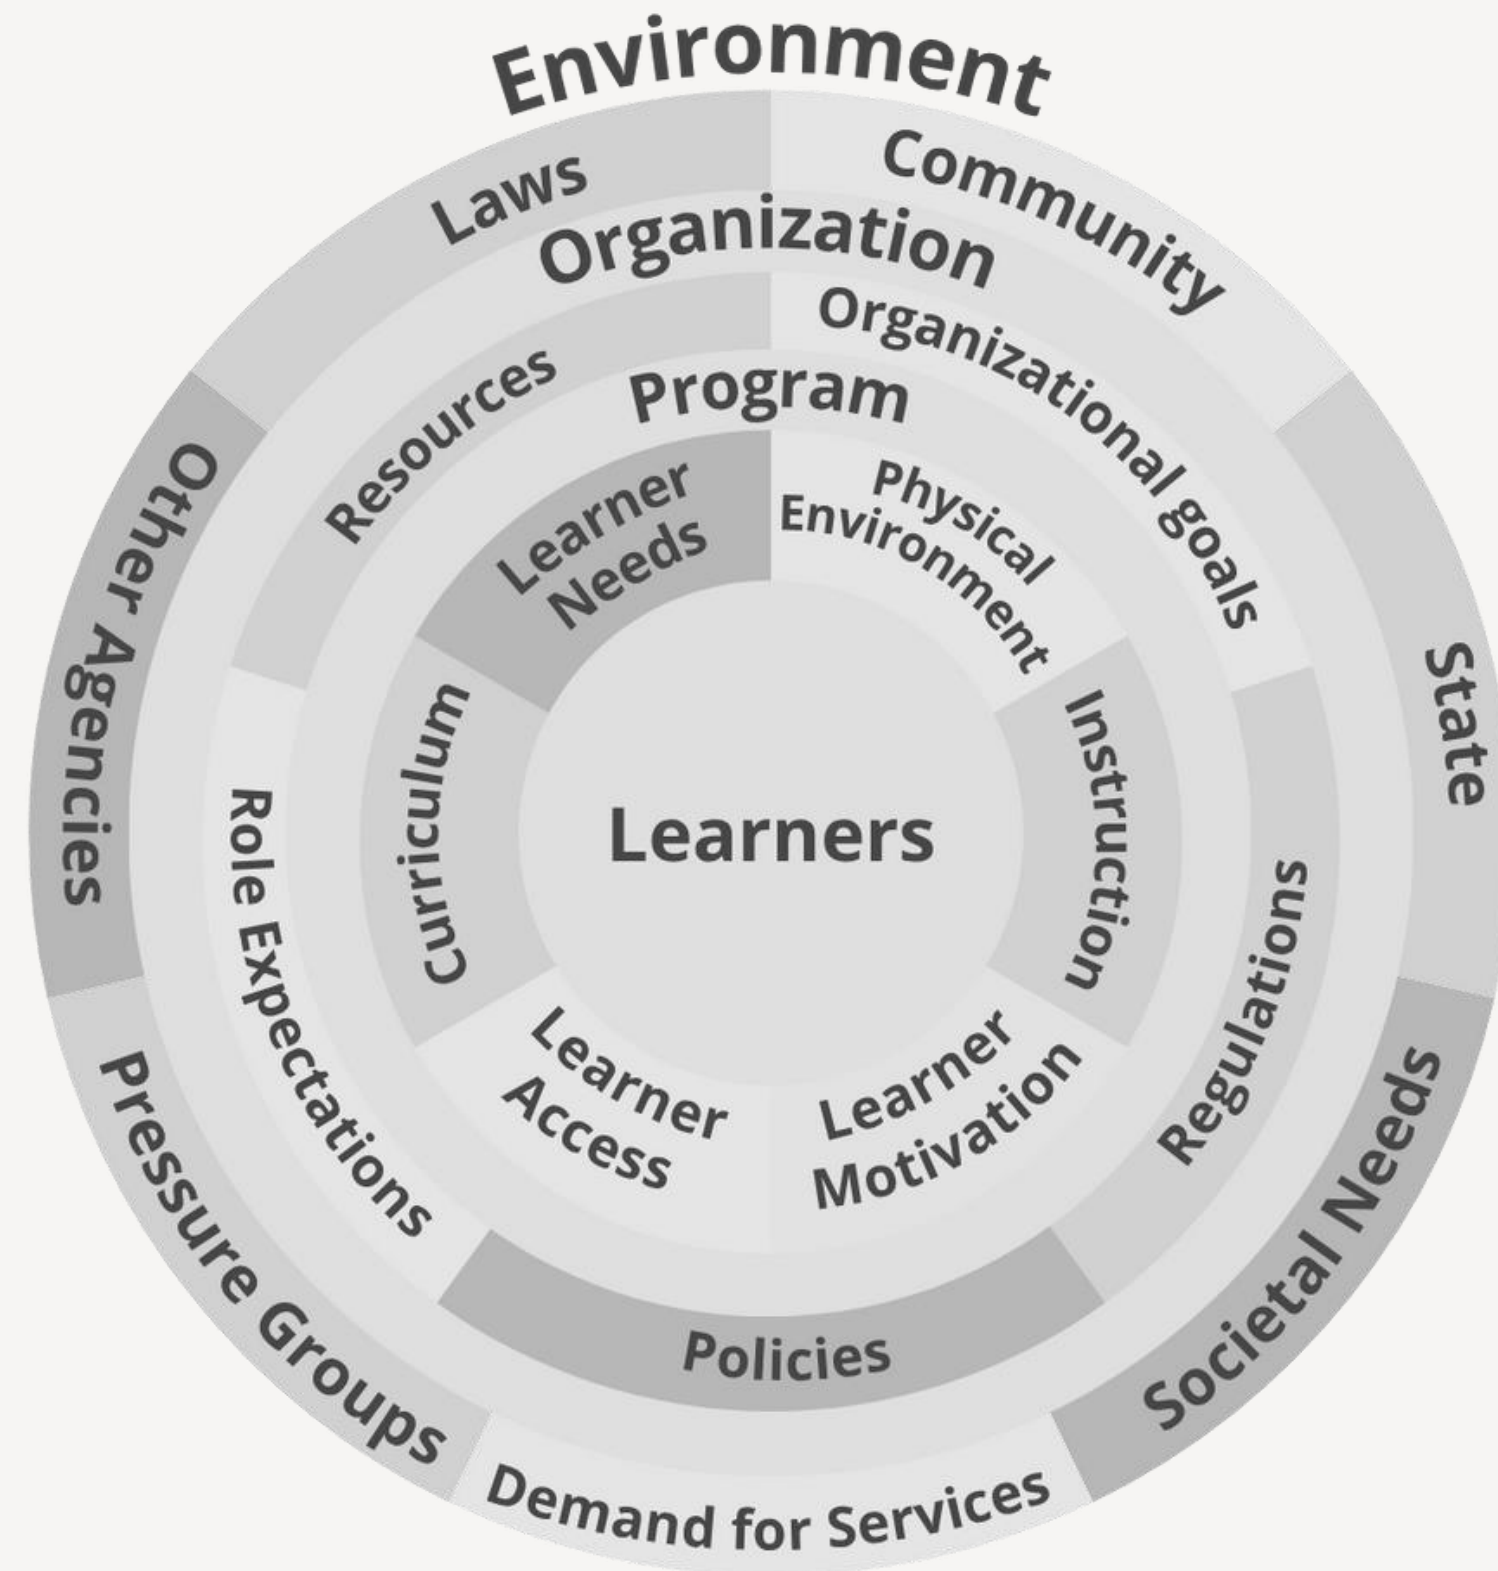 Environment
Laws
Community
Organization
Resources
Organizational goals
Program
Learner
Needs
Physical
Environment
Other Agencies
State
Curriculum
Learners
Instruction
Role Expectations
Regulations
Learner
Access
Learner
Motivation
Pressure Groups
Societal Needs
Policies
Demand for Services